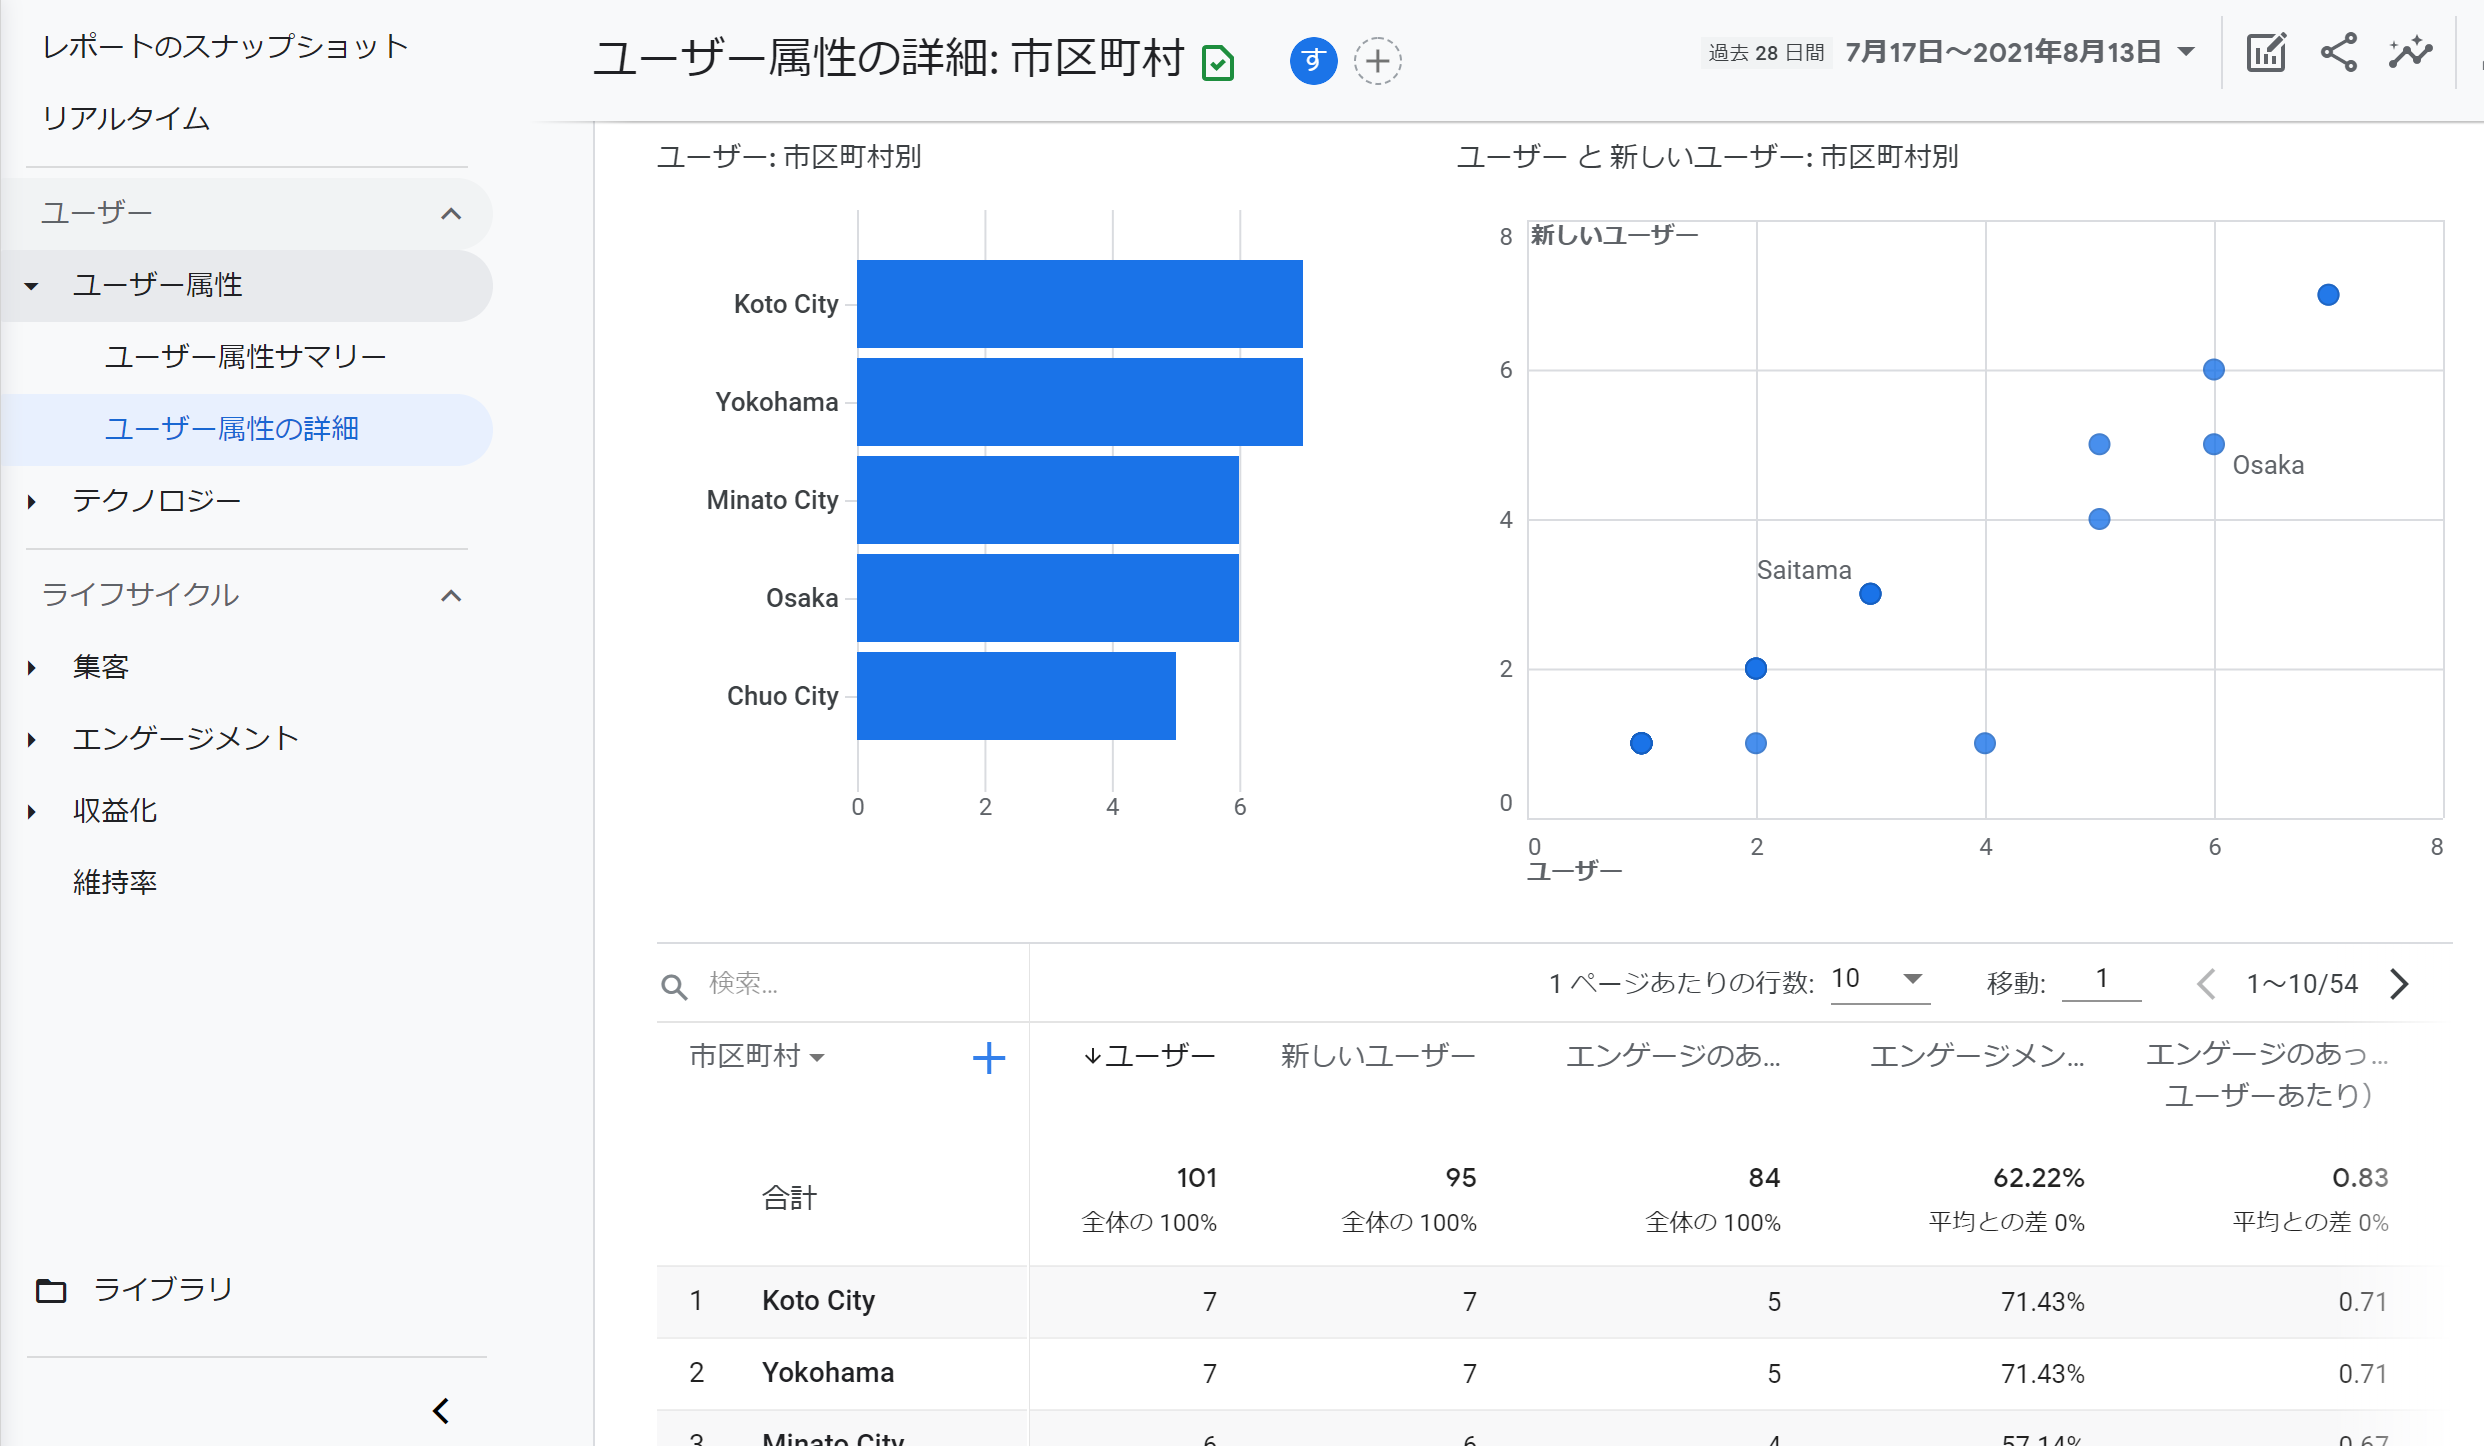 レポートのスナップショット
リアルタイム
ユーザー
ユーザー属性
ユーザー属性サマリー
ユーザー属性の詳細
テクノロジー
ライフサイクル
集客
エンゲージメント
収益化
維持率
ライブラリ
ユーザー属性の詳細: 市区町村
す
過去 28 日間 7月17日～2021年8月13日
ユーザー: 市区町村別
Koto City
Yokohama
Minato City
Osaka
Chuo City
0 2 4 6
ユーザー と 新しいユーザー: 市区町村別
新しいユーザー
8
6
4
2
0
Osaka
Saitama
0 2 4 6 8
ユーザー
検索...
1 ページあたりの行数: 10 移動: 1 1～10/54
市区町村 ユーザー 新しいユーザー エンゲージのあ... エンゲージメン... エンゲージのあっ...
ユーザーあたり）
合計 101 95 84 62.22% 0.83
全体の 100% 全体の 100% 全体の 100% 平均との差 0% 平均との差 0%
1 Koto City 7 7 5 71.43% 0.71
2 Yokohama 7 7 5 71.43% 0.71
3 Minato City 6 6 4 57.14% 0.67